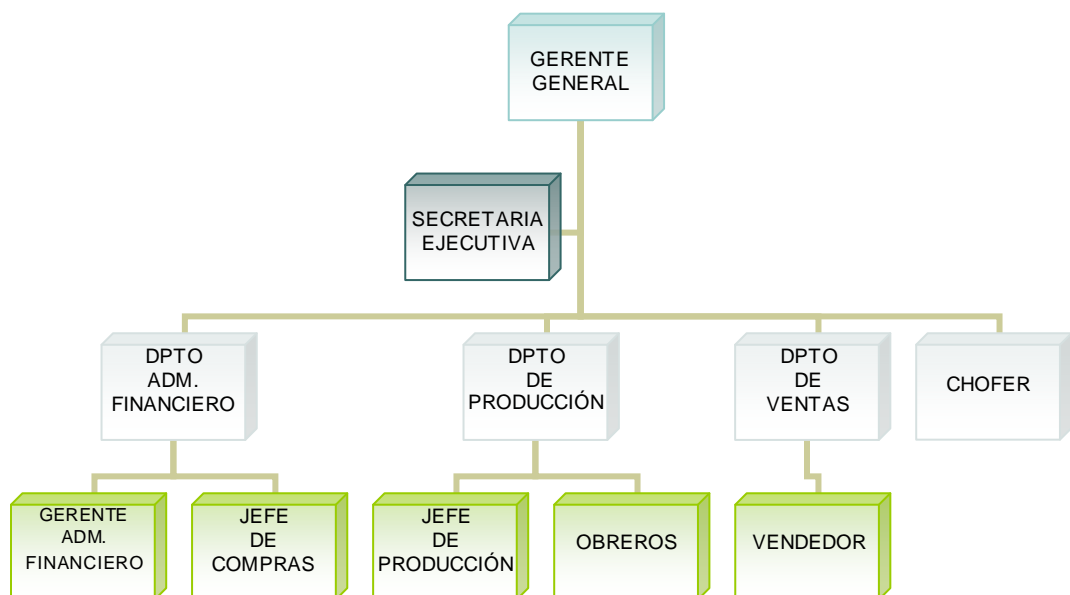 GERENTE
GENERAL
SECRETARIA
EJECUTIVA
DPTO
ADM.
FINANCIERO
DPTO
DE
PRODUCCIÓN
DPTO
DE
VENTAS
CHOFER
GERENTE
ADM.
FINANCIERO
JEFE
DE
COMPRAS
JEFE
DE
PRODUCCIÓN
OBREROS
VENDEDOR